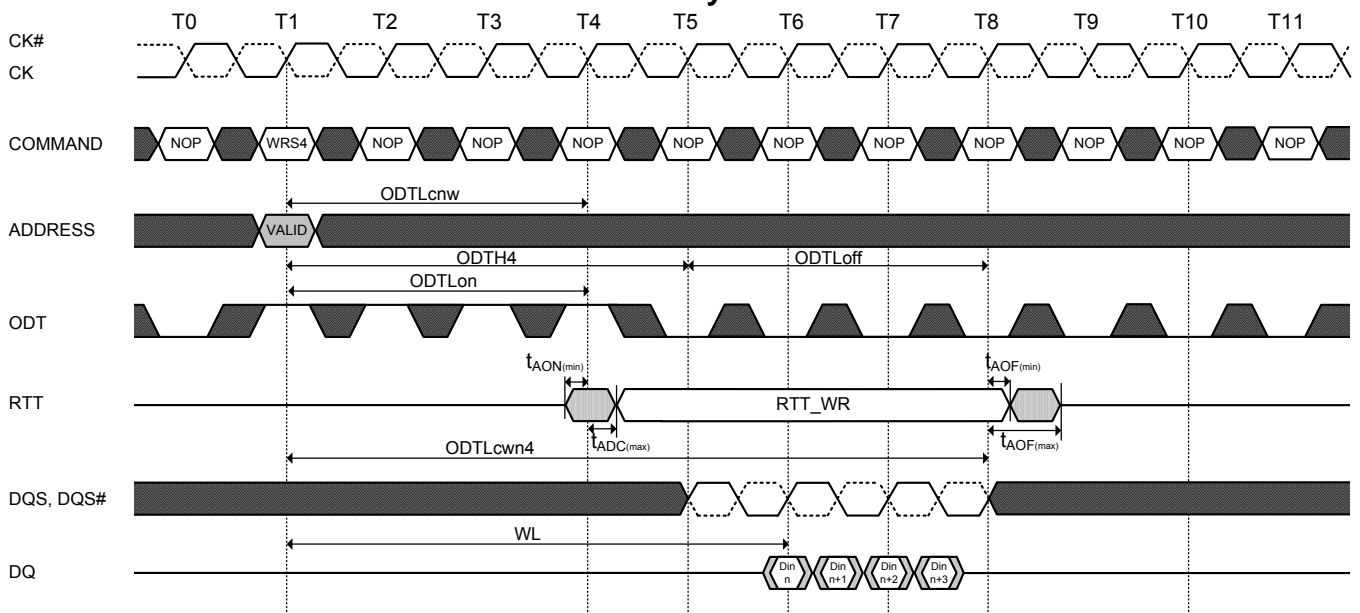 T0 T1 T2 T3 T4 T5 T6 T7 T8 T9 T10 T11
CK#
CK
COMMAND NOP WRS4 NOP NOP NOP NOP NOP NOP NOP NOP NOP NOP
ODTLcnw
ADDRESS VALID
ODTH4 ODTLoff
ODTLon
ODT
tAON(min) tAOF(min)
RTT RTT_WR
tADC(max) tAOF(max)
ODTLcwn4
DQS, DQS#
WL
DQ Din n Din n+1 Din n+2 Din n+3